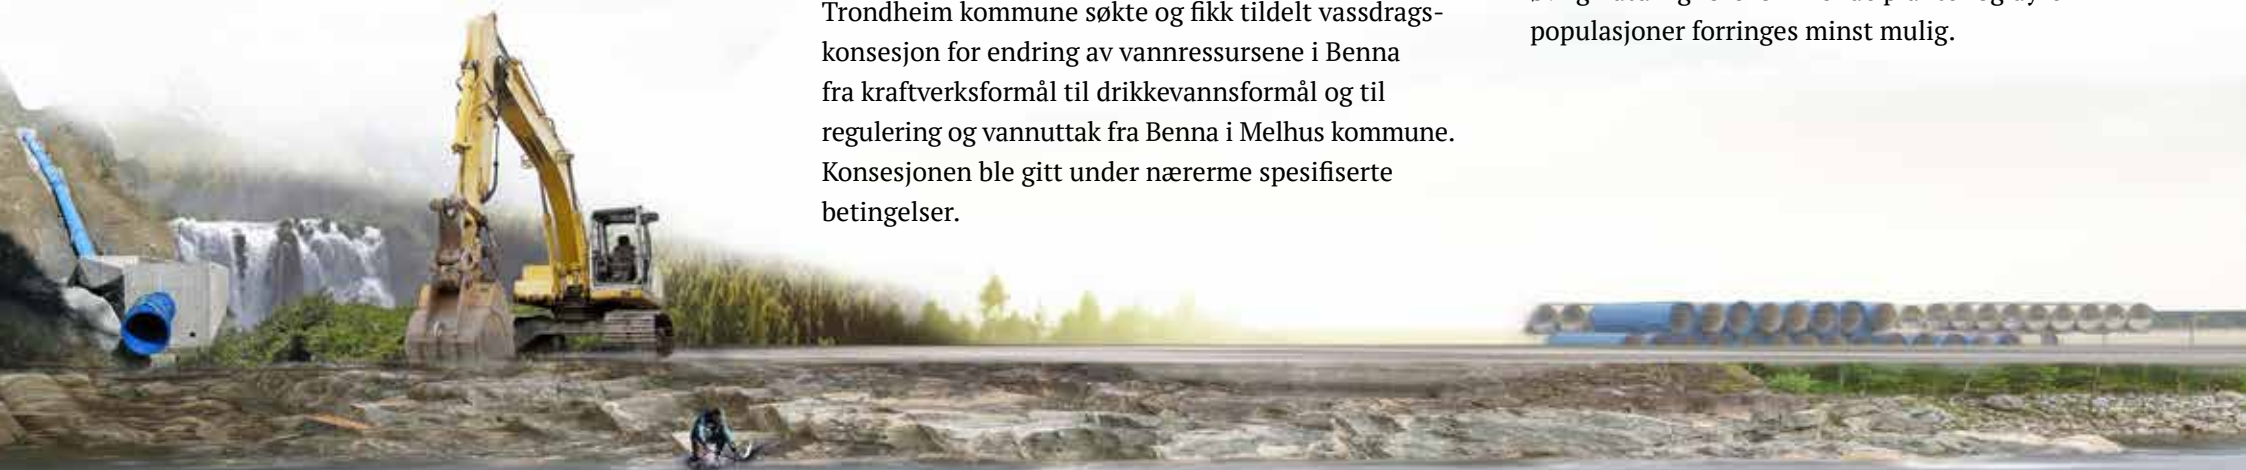 Trondheim kommune søkte og fikk tildelt vassdrags-
konsesjon for endring av vannressursene i Benna
fra kraftverksformål til drikkevannsformål og til
regulering og vannuttak fra Benna i Melhus kommune.
Konsesjonen ble gitt under nærerme spesifiserte
betingelser.
populasjoner forringes minst mulig.